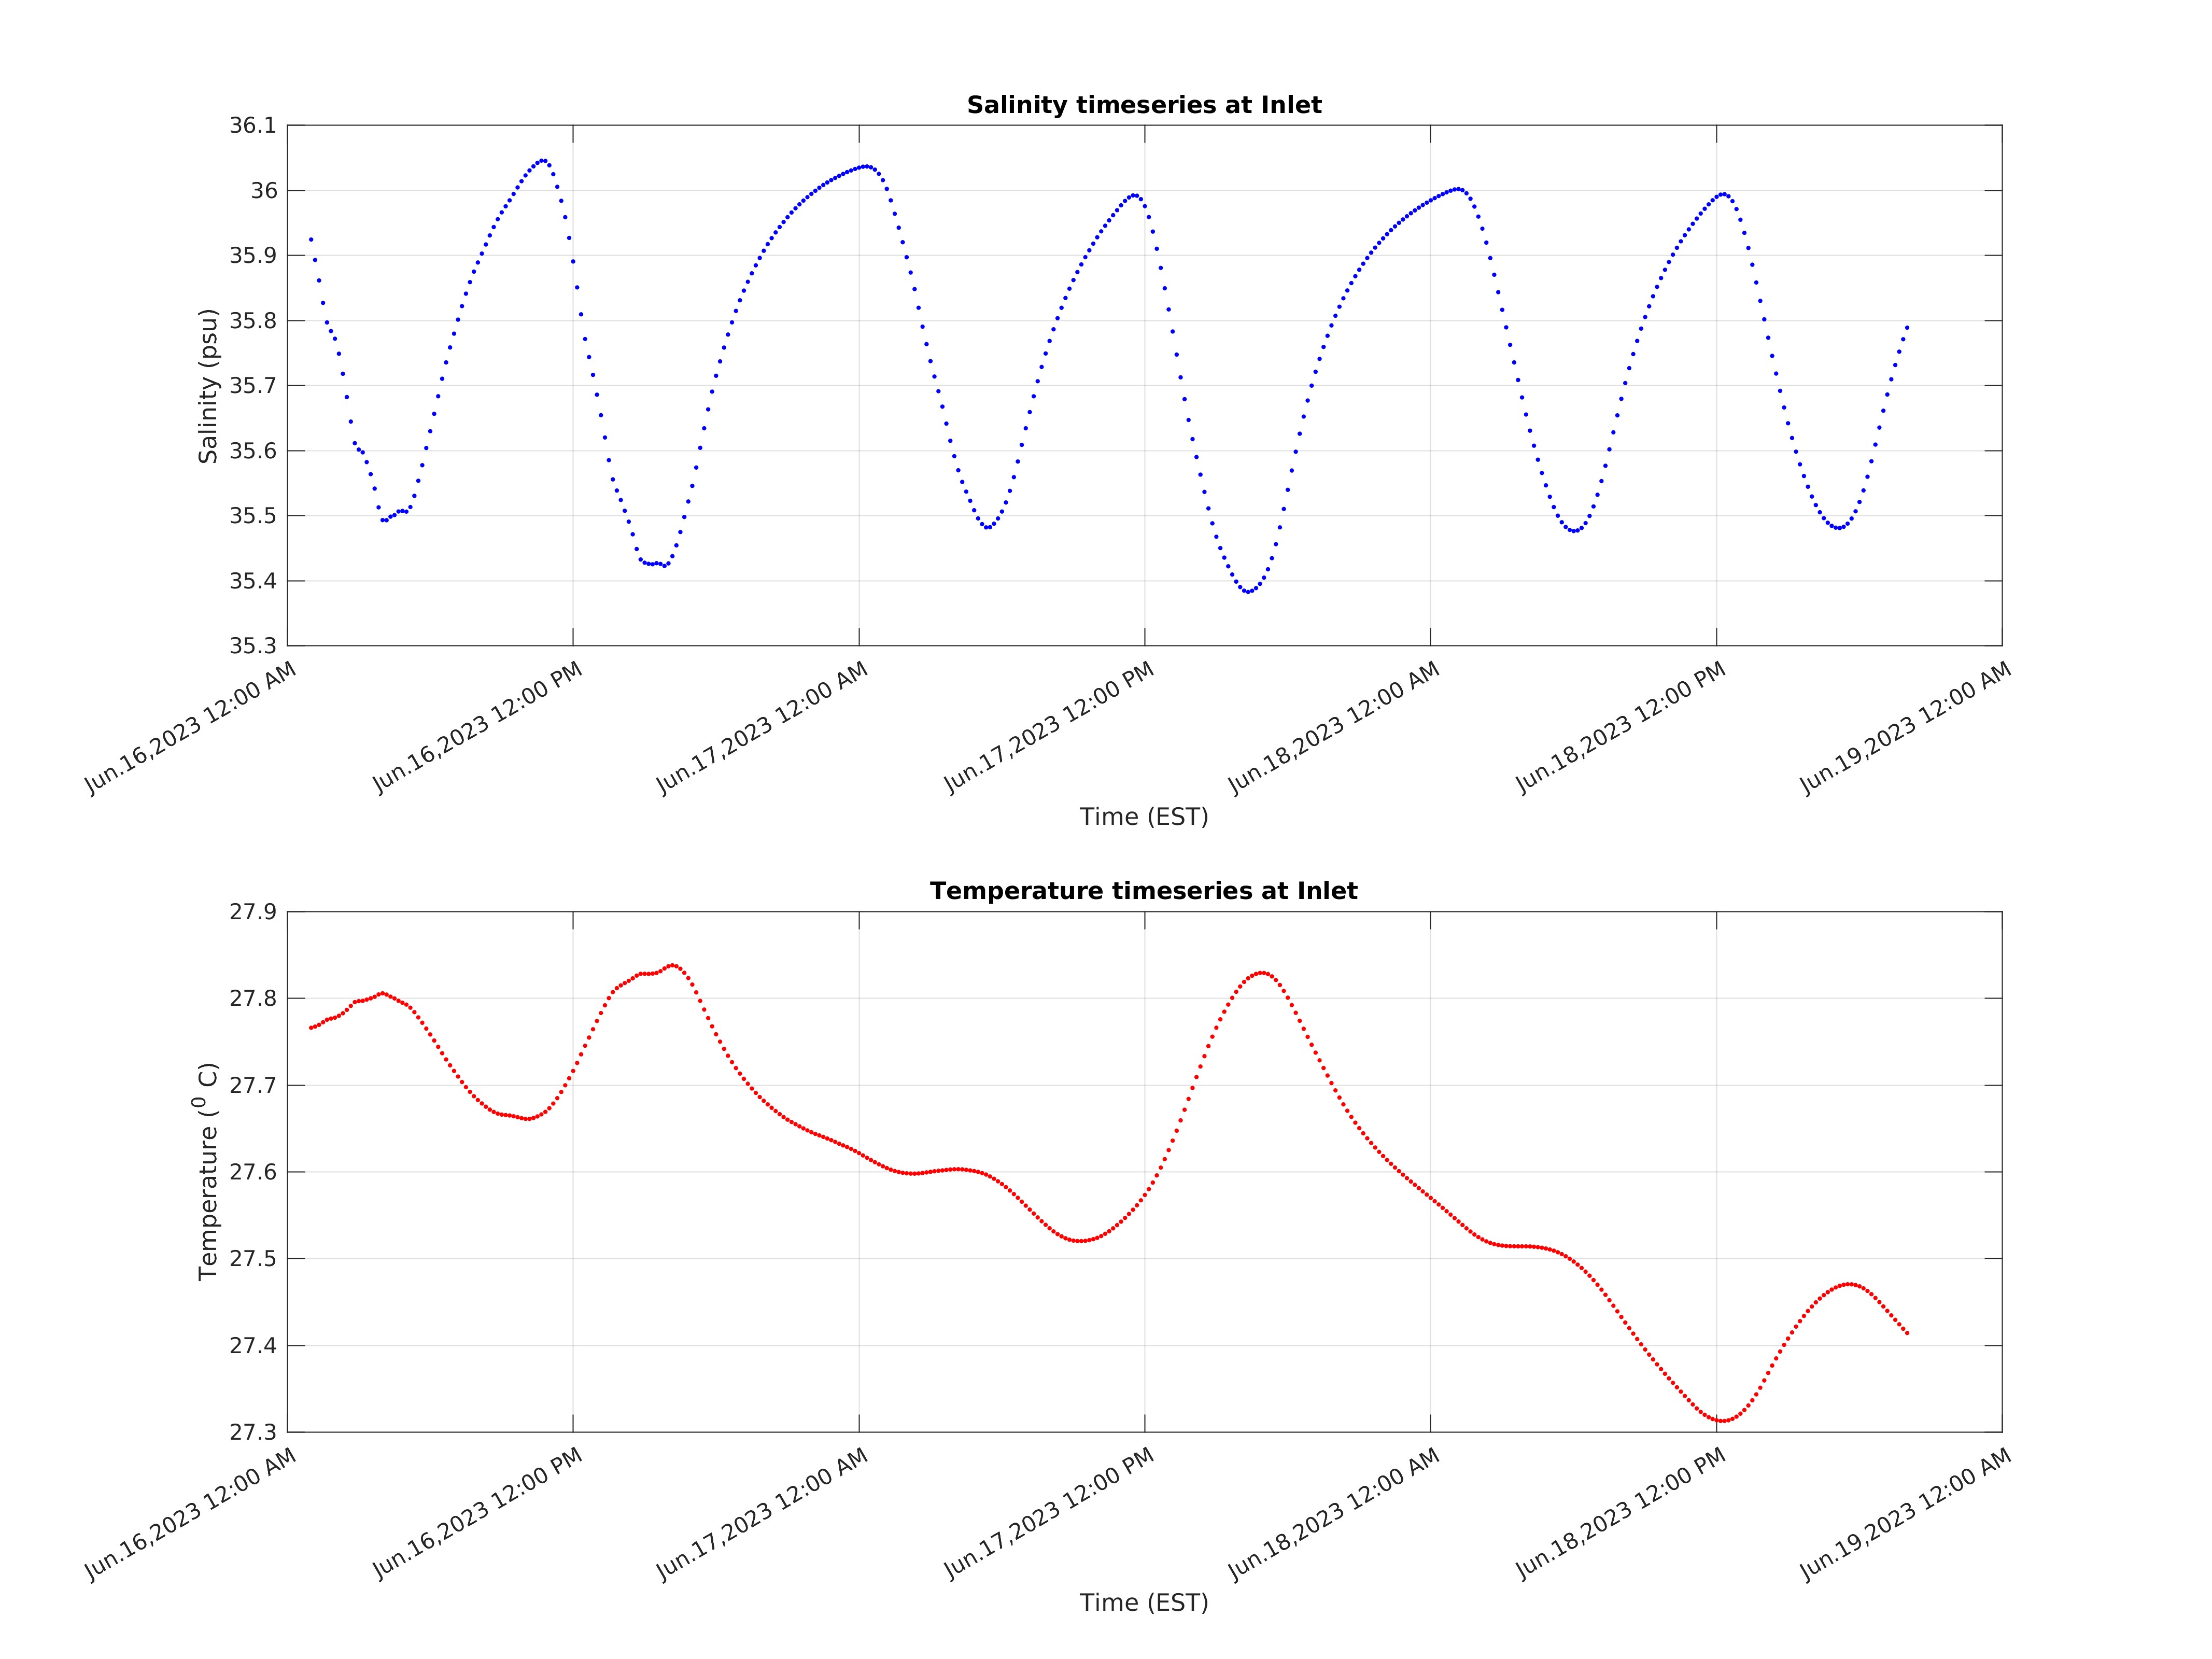 Salinity timeseries at Inlet
36.1
36
35.9
35.8
35.7
35.6
35.5
35.4
35.3
Salinity (psu)
Jun.16,2023 12:00 AM
Jun.16,2023 12:00 PM
Jun.17,2023 12:00 AM
Jun.17,2023 12:00 PM
Jun.18,2023 12:00 AM
Jun.18,2023 12:00 PM
Jun.19,2023 12:00 AM
Time (EST)
Temperature timeseries at Inlet
27.9
27.8
27.7
27.6
27.5
27.4
27.3
Temperature (⁰ C)
Jun.16,2023 12:00 AM
Jun.16,2023 12:00 PM
Jun.17,2023 12:00 AM
Jun.17,2023 12:00 PM
Jun.18,2023 12:00 AM
Jun.18,2023 12:00 PM
Jun.19,2023 12:00 AM
Time (EST)